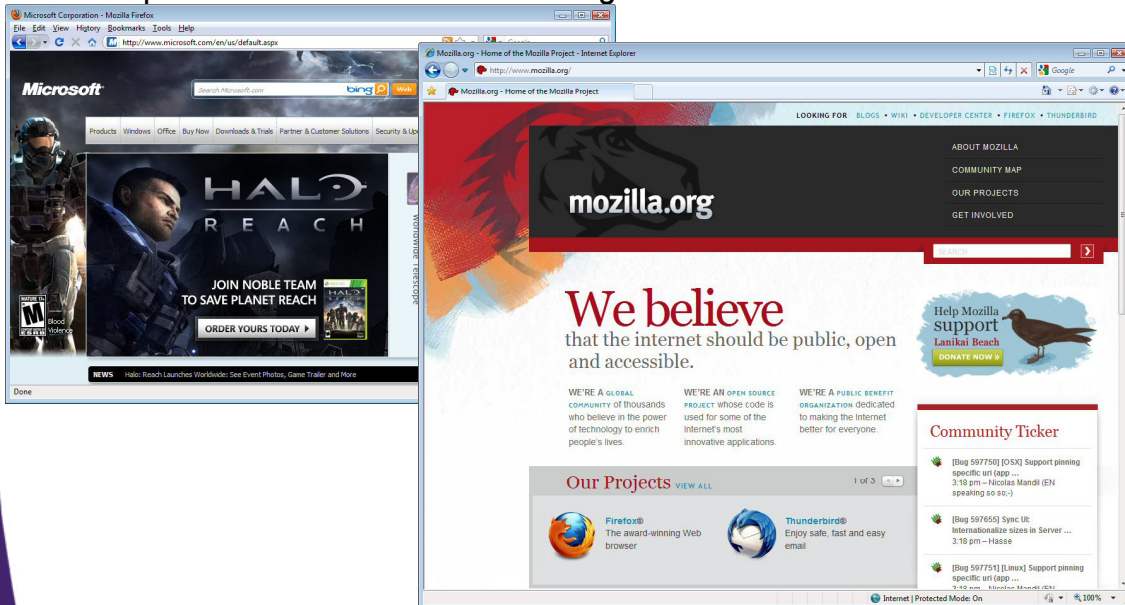 Microsoft Corporation - Mozilla Firefox
File Edit View History Bookmarks Tools Help
http://www.microsoft.com/en/us/default.aspx
Google
Microsoft
Search Microsoft.com
bing
Web
Products Windows Office Buy Now Downloads & Trials Partner & Customer Solutions Security &
HALO
REACH
JOIN NOBLE TEAM
TO SAVE PLANET REACH
ORDER YOURS TODAY
HALO
REACH
Worldwide Telescope
MATURE 17+
M
ESRB
Blood
Violence
NEWS Halo: Reach Launches Worldwide: See Event Photos, Game Trailer and More
Done
Mozilla.org - Home of the Mozilla Project - Internet Explorer
http://www.mozilla.org/
Google
Mozilla.org - Home of the Mozilla Project
LOOKING FOR BLOGS • WIKI • DEVELOPER CENTER • FIREFOX • THUNDERBIRD
mozilla.org
ABOUT MOZILLA
COMMUNITY MAP
OUR PROJECTS
GET INVOLVED
SEARCH
We believe
that the internet should be public, open
and accessible.
WE'RE A GLOBAL
COMMUNITY of thousands
who believe in the power
of technology to enrich
people's lives.
WE'RE AN OPEN SOURCE
PROJECT whose code is
used for some of the
Internet's most
innovative applications.
WE'RE A PUBLIC BENEFIT
ORGANIZATION dedicated
to making the Internet
better for everyone.
Help Mozilla
support
Lanikai Beach
DONATE NOW »
Community Ticker
[Bug 597750] [OSX] Support pinning
specific uri (app ...
3:18 pm – Nicolas Mandil (EN
speaking so so;-)
[Bug 597655] Sync UI:
Internationalize sizes in Server ...
3:18 pm – Hasse
[Bug 597751] [Linux] Support pinning
specific uri (app ...
3:18 pm – Nicolas Mandil (EN
Our Projects VIEW ALL
1 of 3
Firefox®
The award-winning Web
browser
Thunderbird®
Enjoy safe, fast and easy
email
Internet | Protected Mode: On
100%